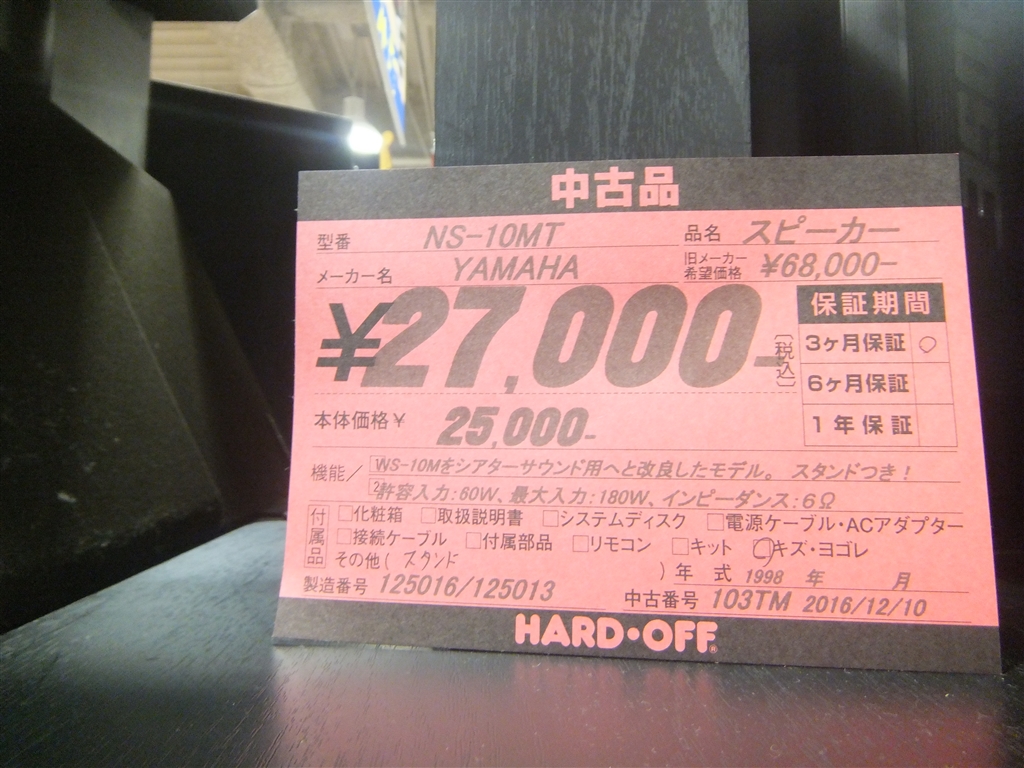 中古品
型番 NS-10MT 品名 スピーカー
メーカー名 YAMAHA 旧メーカー希望価格 ¥68,000-
¥27,000- [税込]
保証期間
3ヶ月保証 ○
6ヶ月保証
1年保証
本体価格¥ 25,000-
機能/ 1 WS-10Mをシアターサウンド用へと改良したモデル。 スタンドつき!
2 許容入力:60W、最大入力:180W、インピーダンス:6Ω
付属品 □化粧箱 □取扱説明書 □システムディスク □電源ケーブル・ACアダプター
□接続ケーブル □付属部品 □リモコン □キット □キズ・ヨゴレ
その他( スタンド ) 年式 1998 年 月
製造番号 125016/125013 中古番号 103TM 2016/12/10
HARD・OFF®